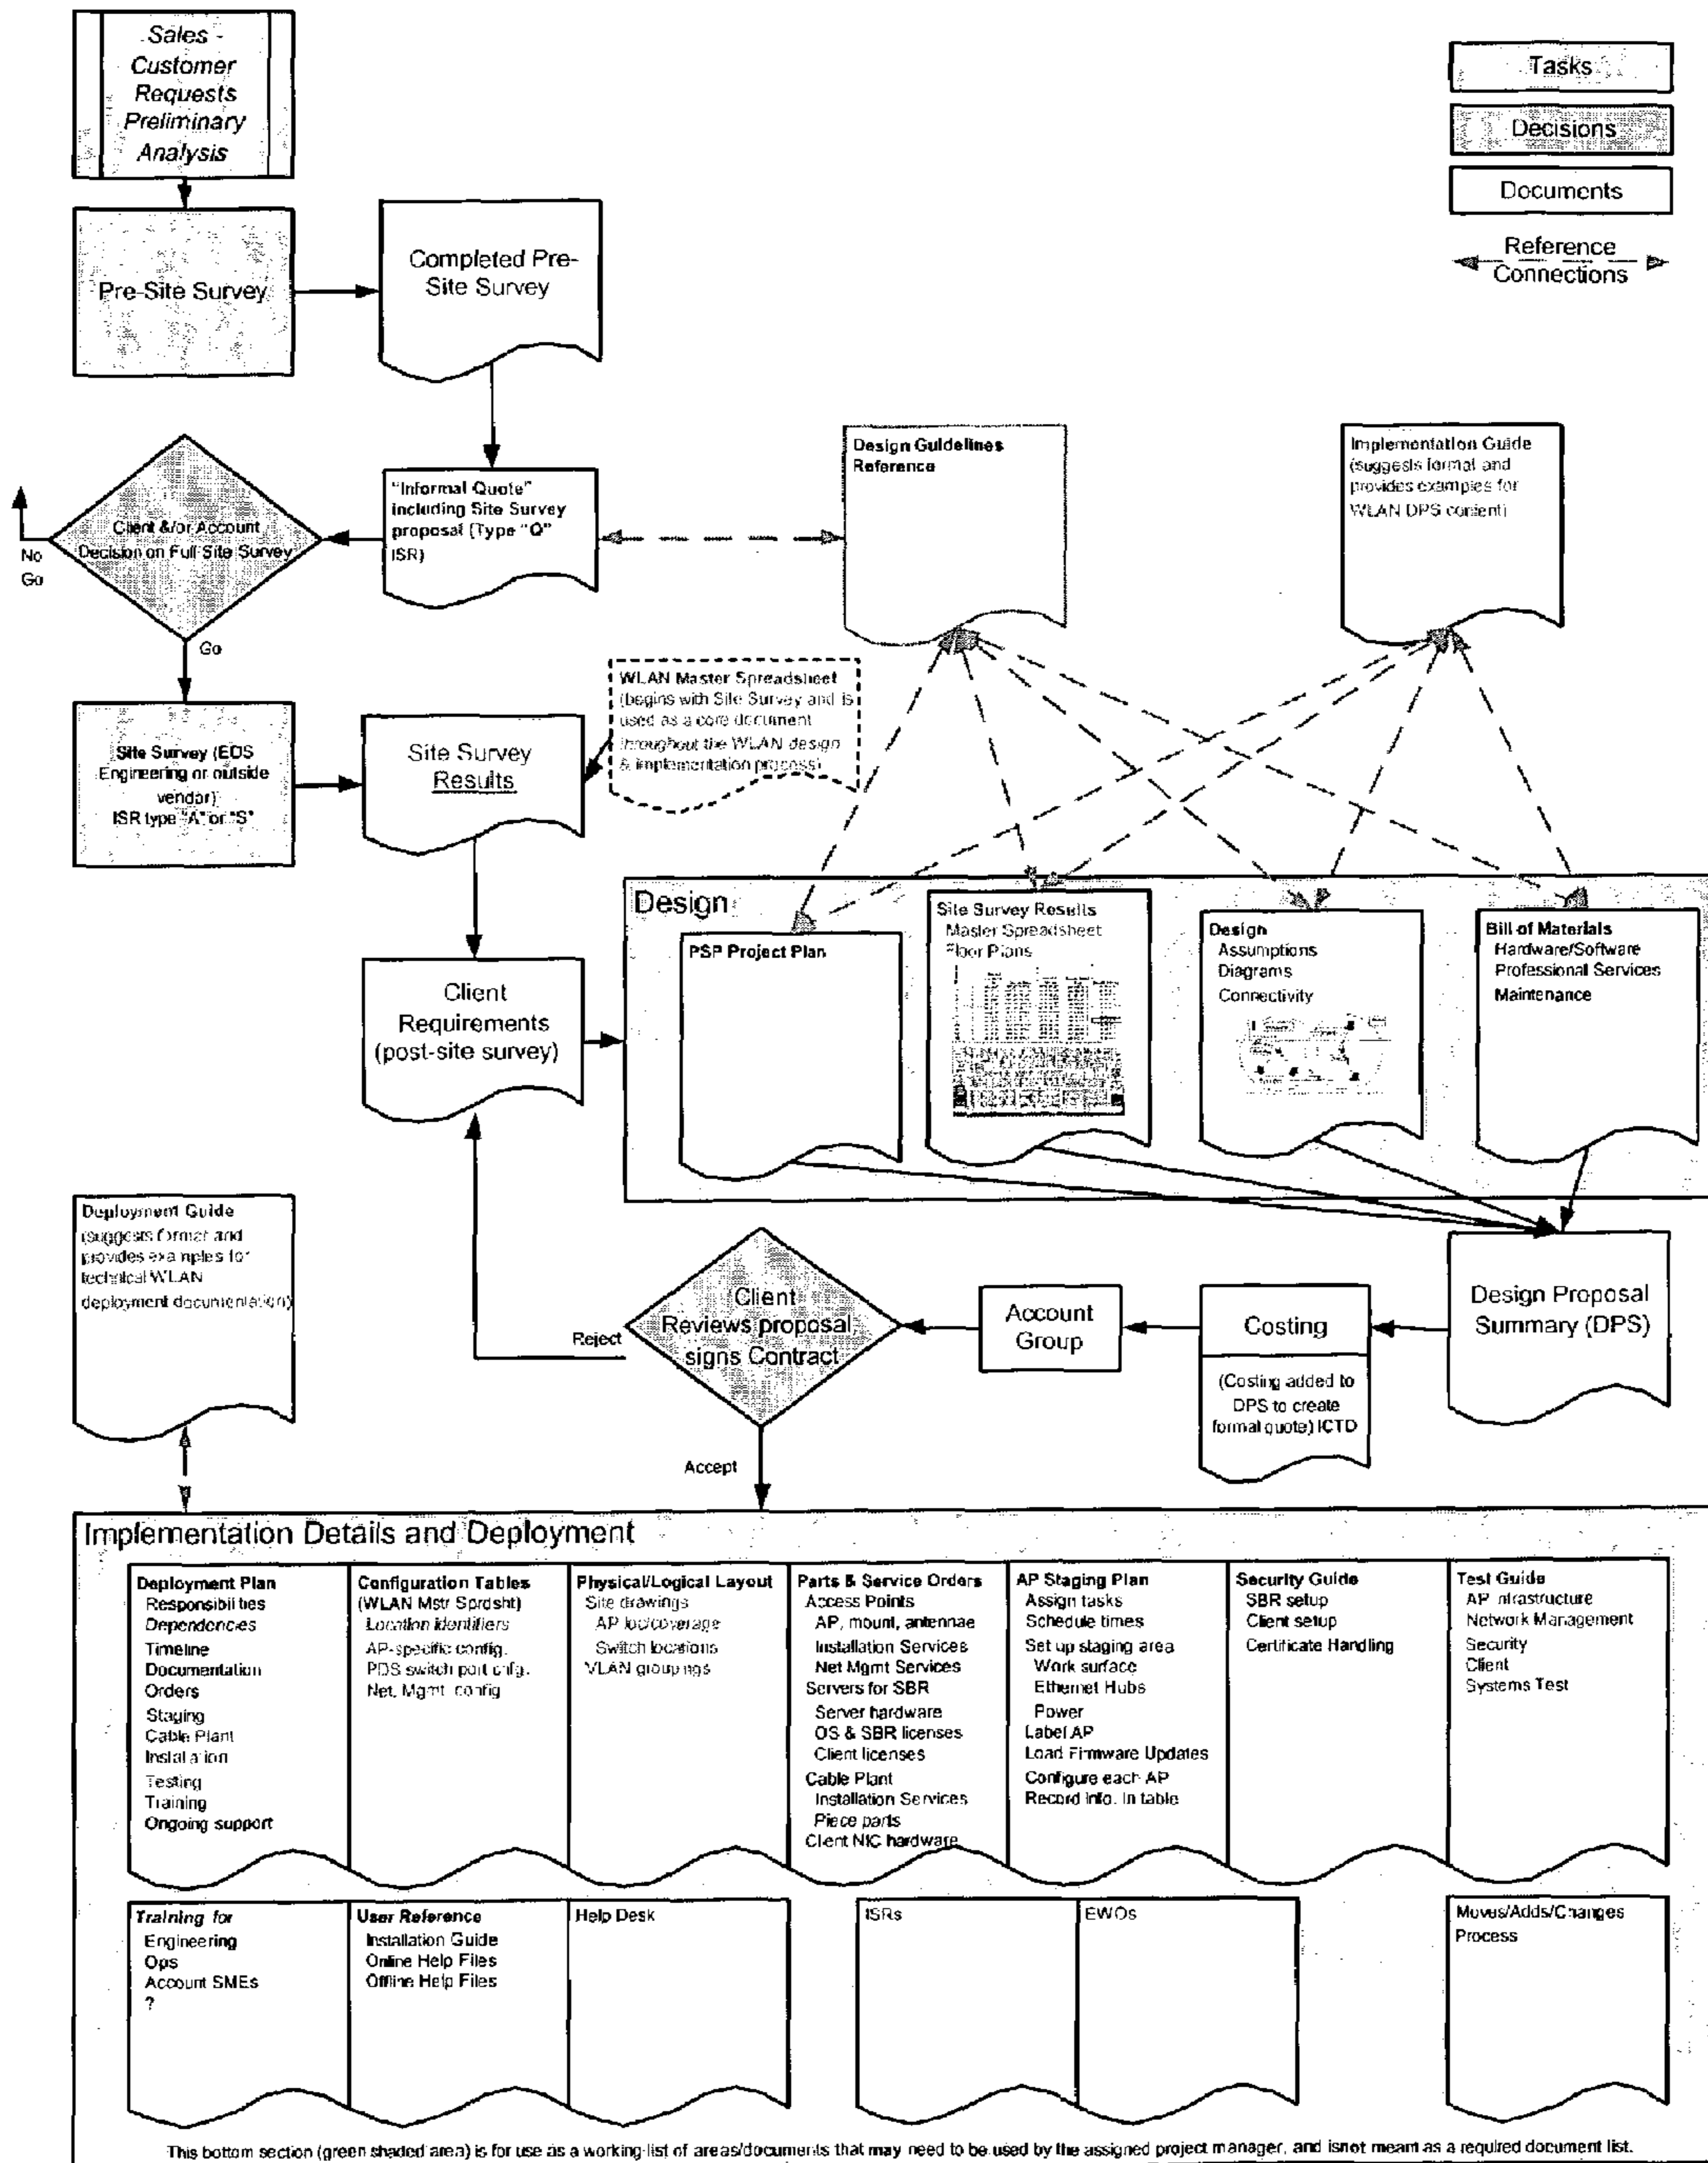 Sales -
Customer
Requests
Preliminary
Analysis
Tasks
Decisions
Documents
Reference
Connections
Pre-Site Survey
Completed Pre-
Site Survey
Design Guidelines
Reference
Implementation Guide
(suggests format and
provides examples for
WLAN DPS content)
"Informal Quote"
including Site Survey
proposal (Type "Q"
ISR)
Client &/or Account
Decision on Full Site Survey
No
Go
Go
WLAN Master Spreadsheet
(begins with Site Survey and is
used as a core document
throughout the WLAN design
& implementation process)
Site Survey (EDS
Engineering or outside
vendor)
ISR type "A" or "S"
Site Survey
Results
Design
PSP Project Plan
Site Survey Results
Master Spreadsheet
Floor Plans
Design
Assumptions
Diagrams
Connectivity
Bill of Materials
Hardware/Software
Professional Services
Maintenance
Client
Requirements
(post-site survey)
Deployment Guide
(suggests format and
provides examples for
technical WLAN
deployment documentation)
Client
Reviews proposal
signs Contract
Reject
Accept
Account
Group
Costing
(Costing added to
DPS to create
formal quote) ICTD
Design Proposal
Summary (DPS)
Implementation Details and Deployment
Deployment Plan
Responsibilities
Dependencies
Timeline
Documentation
Orders
Staging
Cable Plant
Installation
Testing
Training
Ongoing support
Configuration Tables
(WLAN Mstr Sprdsht)
Location identifiers
AP-specific config.
PDS switch port cnfg.
Net. Mgmt. config
Physical/Logical Layout
Site drawings
AP loc/coverage
Switch locations
VLAN groupings
Parts & Service Orders
Access Points
AP, mount, antennae
Installation Services
Net Mgmt Services
Servers for SBR
Server hardware
OS & SBR licenses
Client licenses
Cable Plant
Installation Services
Piece parts
Client NIC hardware
AP Staging Plan
Assign tasks
Schedule times
Set up staging area
Work surface
Ethernet Hubs
Power
Label AP
Load Firmware Updates
Configure each AP
Record info. in table
Security Guide
SBR setup
Client setup
Certificate Handling
Test Guide
AP Infrastructure
Network Management
Security
Client
Systems Test
Training for
Engineering
Ops
Account SMEs
?
User Reference
Installation Guide
Online Help Files
Offline Help Files
Help Desk
ISRs
EWOs
Moves/Adds/Changes
Process
This bottom section (green shaded area) is for use as a working list of areas/documents that may need to be used by the assigned project manager, and isnot meant as a required document list.